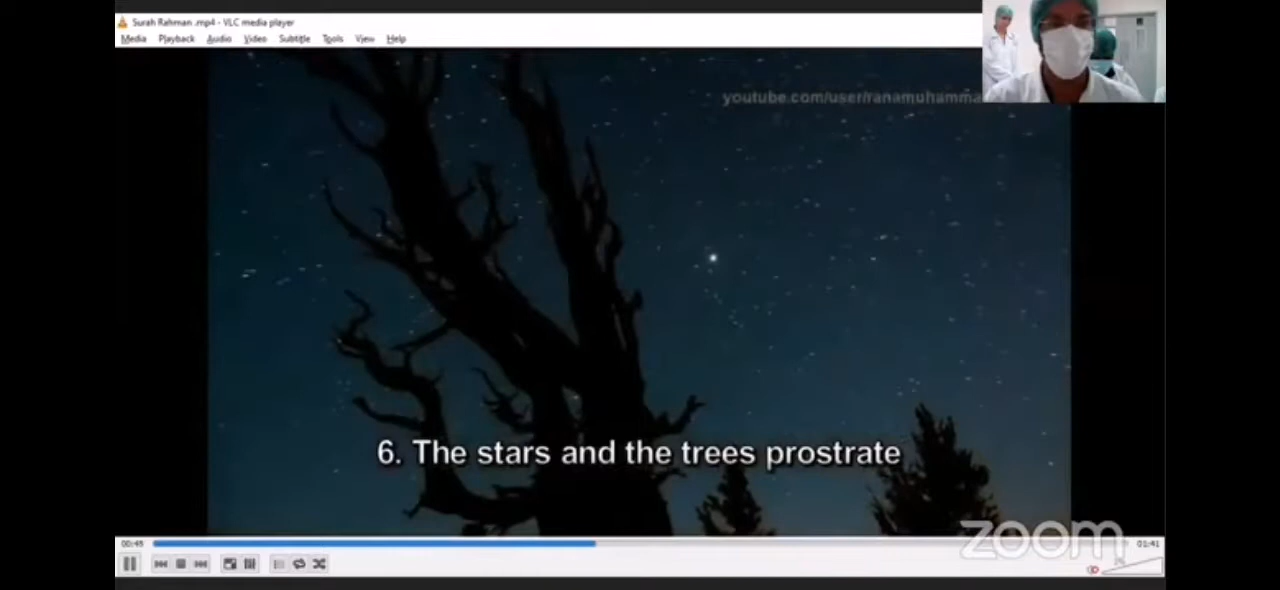 Surah Rahman .mp4 - VLC media player
Media Playback Audio Video Subtitle Tools View Help
youtube.com/user/ranamuhamma
6. The stars and the trees prostrate
zoom
00:45
01:41